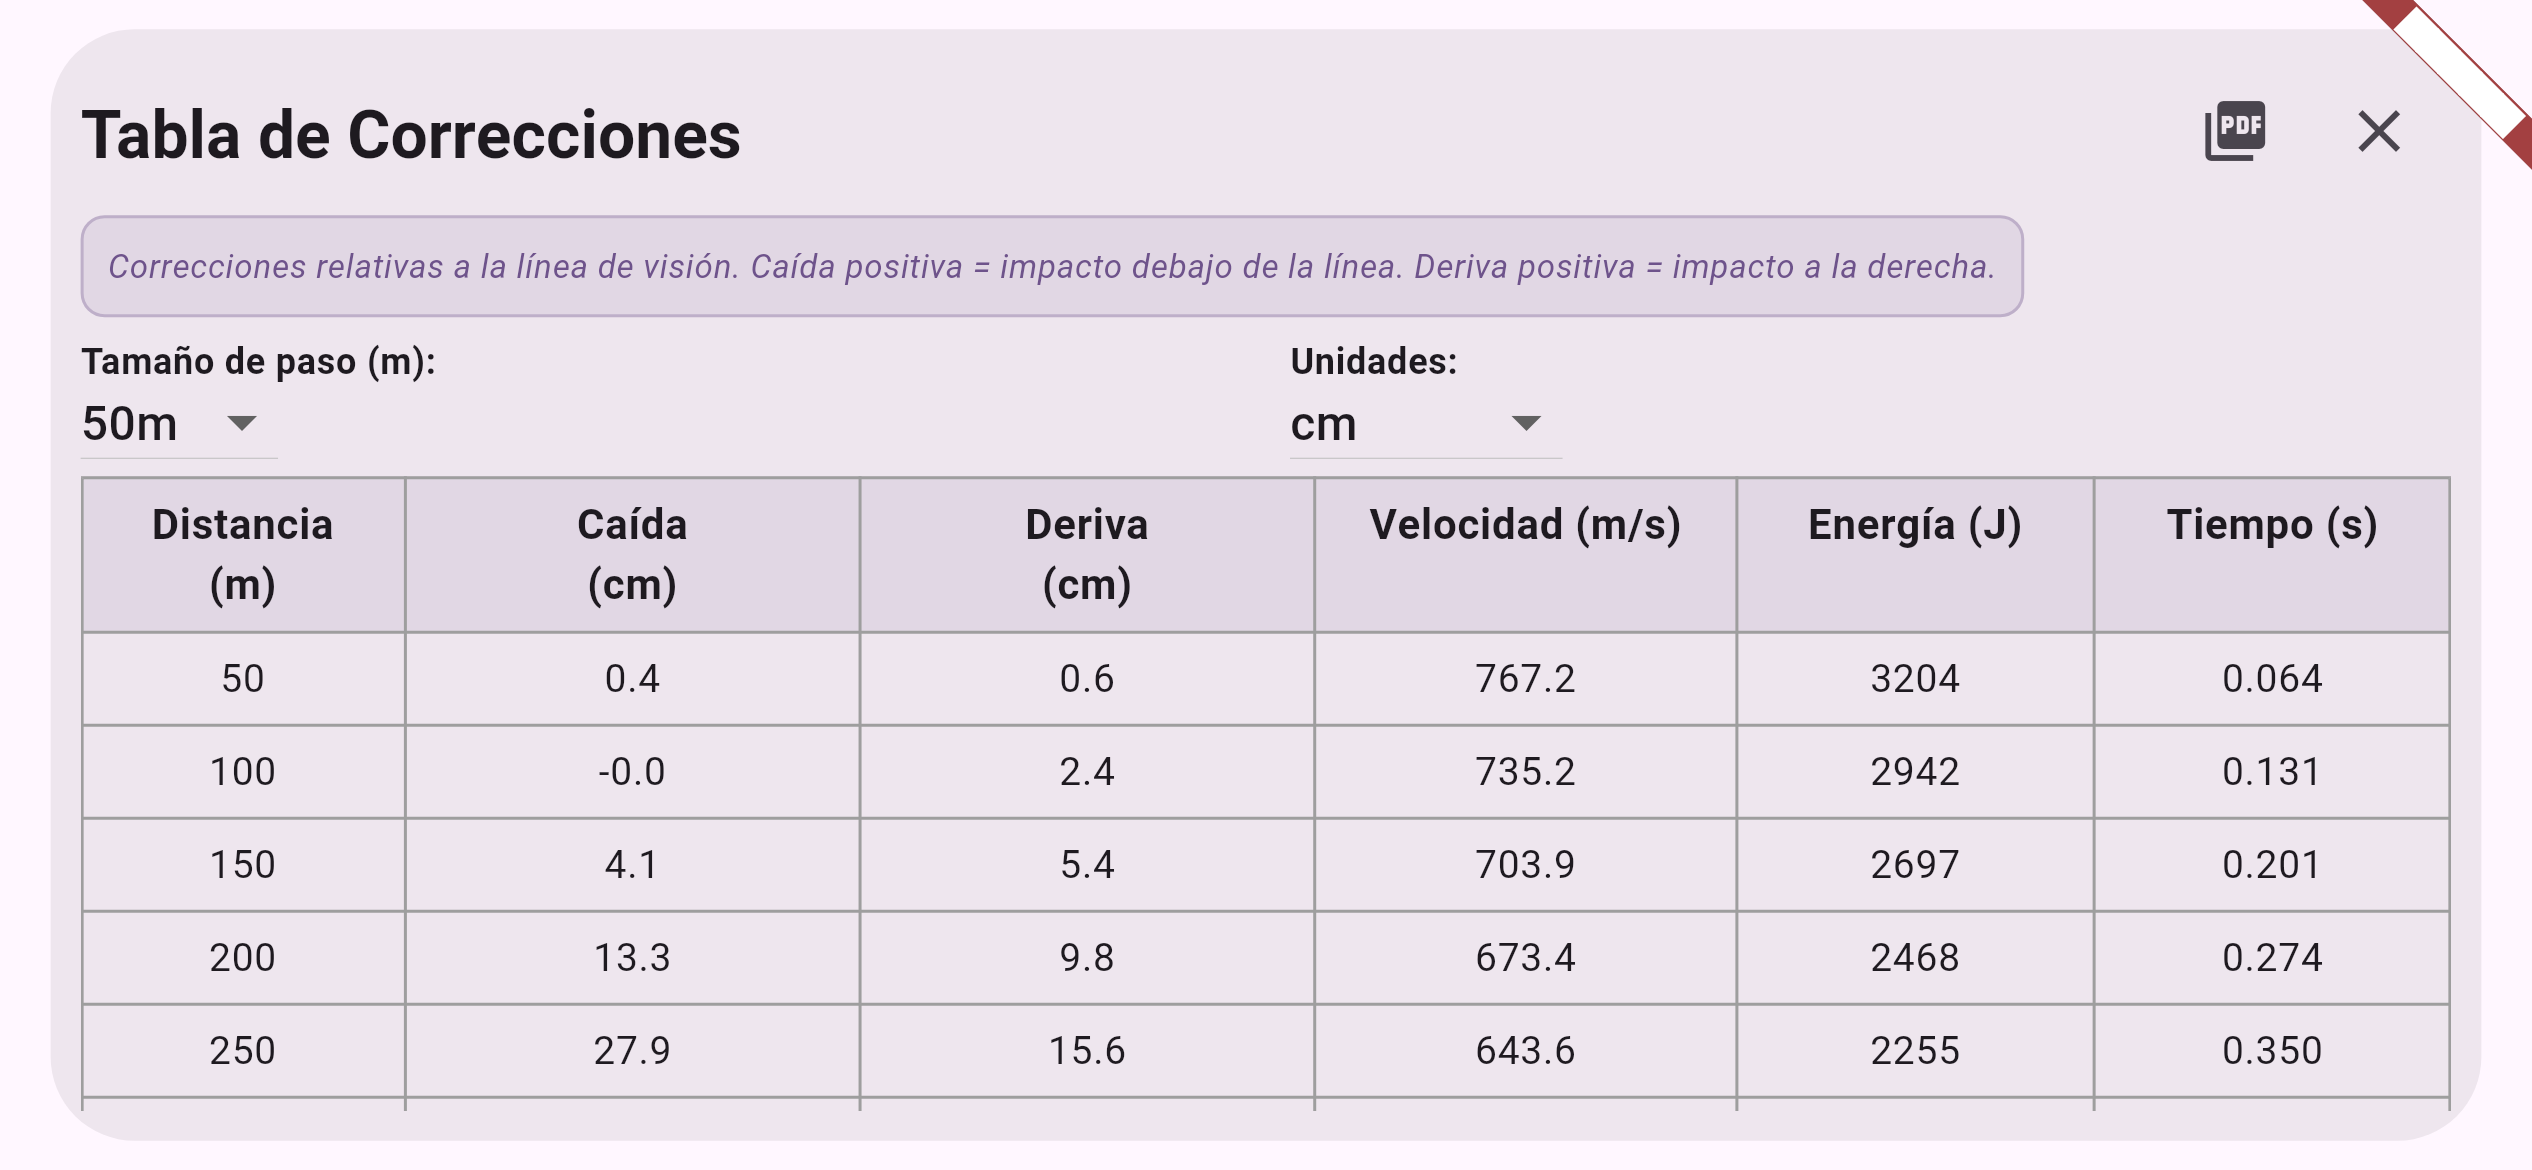 Tabla de Correcciones
PDF
Correcciones relativas a la línea de visión. Caída positiva = impacto debajo de la línea. Deriva positiva = impacto a la derecha.
Tamaño de paso (m): Unidades:
50m cm
Distancia (m) Caída (cm) Deriva (cm) Velocidad (m/s) Energía (J) Tiempo (s)
50 0.4 0.6 767.2 3204 0.064
100 -0.0 2.4 735.2 2942 0.131
150 4.1 5.4 703.9 2697 0.201
200 13.3 9.8 673.4 2468 0.274
250 27.9 15.6 643.6 2255 0.350